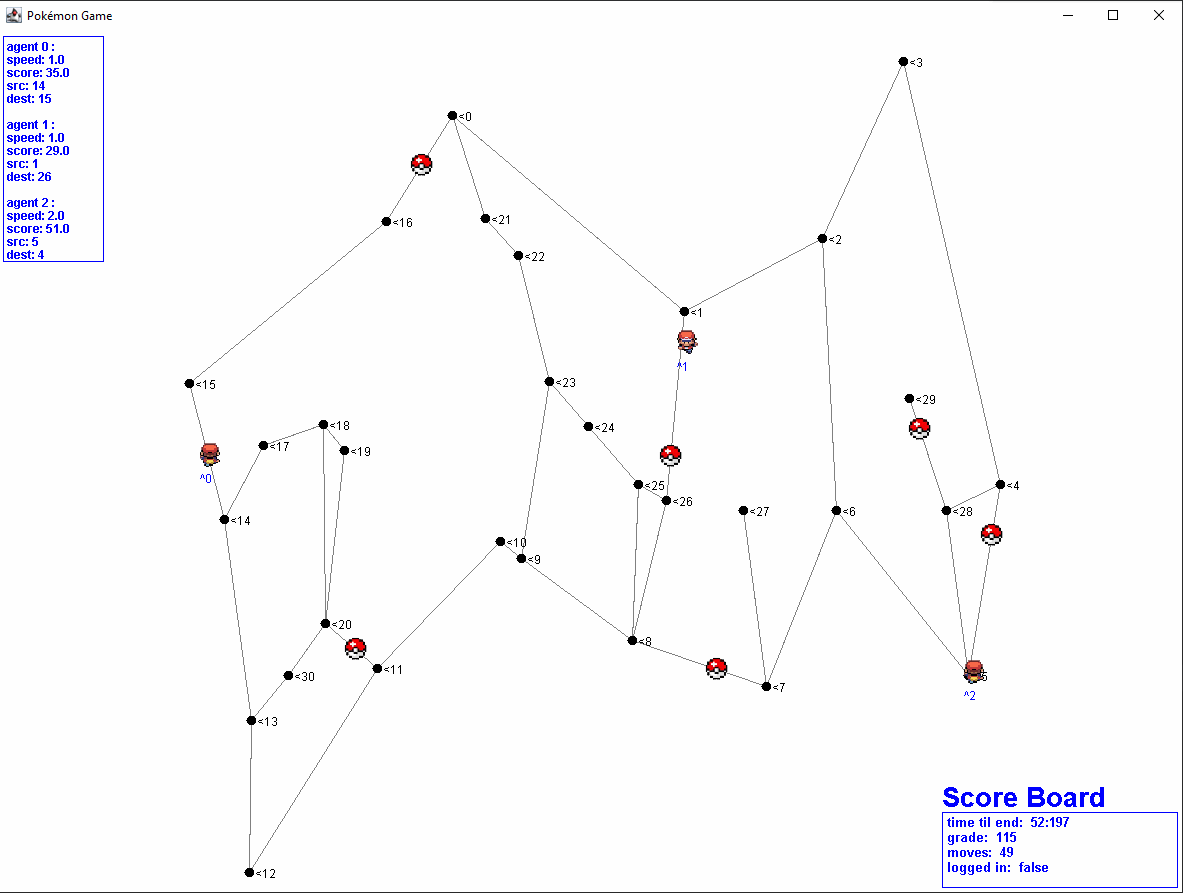 Pokémon Game
agent 0 :
speed: 1.0
score: 35.0
src: 14
dest: 15
agent 1 :
speed: 1.0
score: 29.0
src: 1
dest: 26
agent 2 :
speed: 2.0
score: 51.0
src: 5
dest: 4
<3
<0
<16
<21
<2
<22
<1
^1
<15
<23
<29
<18
<24
<17
<19
^0
<25
<4
<26
<14
<27
<6
<28
<10
<9
<20
<8
<11
<30
5
<7
^2
<13
<12
Score Board
time til end: 52:197
grade: 115
moves: 49
logged in: false